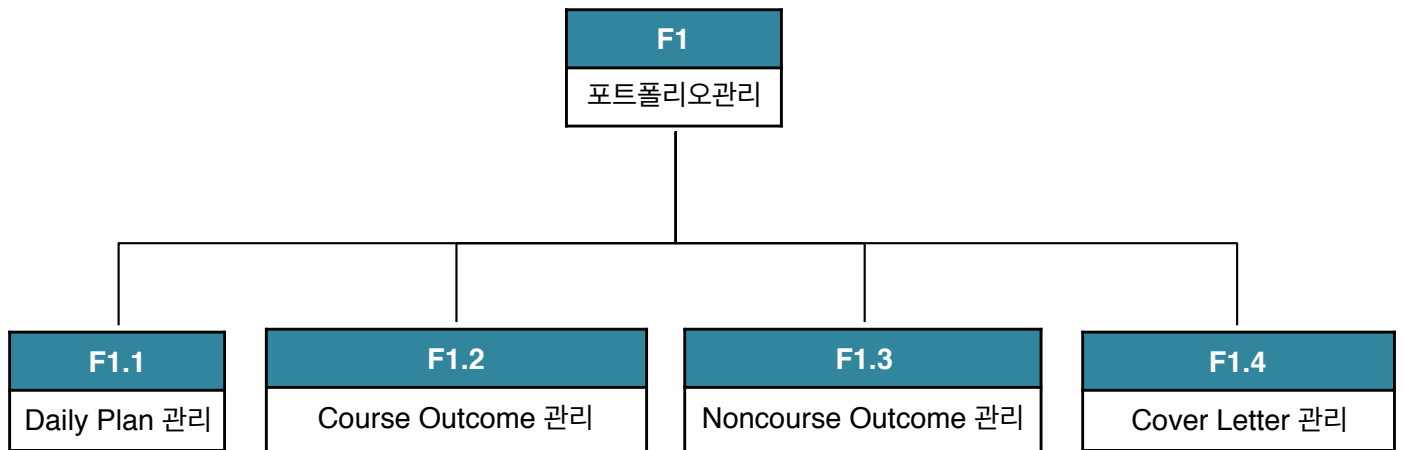 F1
포트폴리오관리
F1.1
Daily Plan 관리
F1.2
Course Outcome 관리
F1.3
Noncourse Outcome 관리
F1.4
Cover Letter 관리